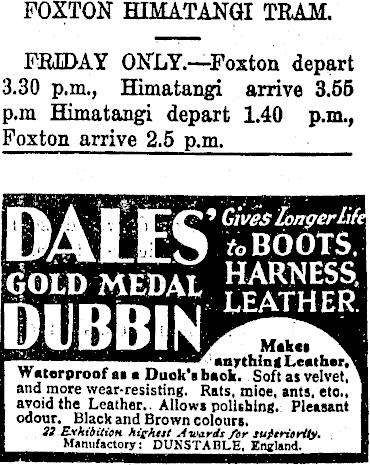 FOXTON HIMATANGI TRAM.
FRIDAY ONLY.—Foxton depart
3.30 p.m., Himatangi arrive 3.55
p.m Himatangi depart 1.40 p.m.,
Foxton arrive 2.5 p.m.
DALES'
GOLD MEDAL
DUBBIN
Gives Longer Life
to BOOTS,
HARNESS,
LEATHER.
Makes
anything Leather,
Waterproof as a Duck's back. Soft as velvet,
and more wear-resisting. Rats, mice, ants, etc.,
avoid the Leather. Allows polishing. Pleasant
odour. Black and Brown colours.
22 Exhibition highest Awards for superiority.
Manufactory: DUNSTABLE, England.